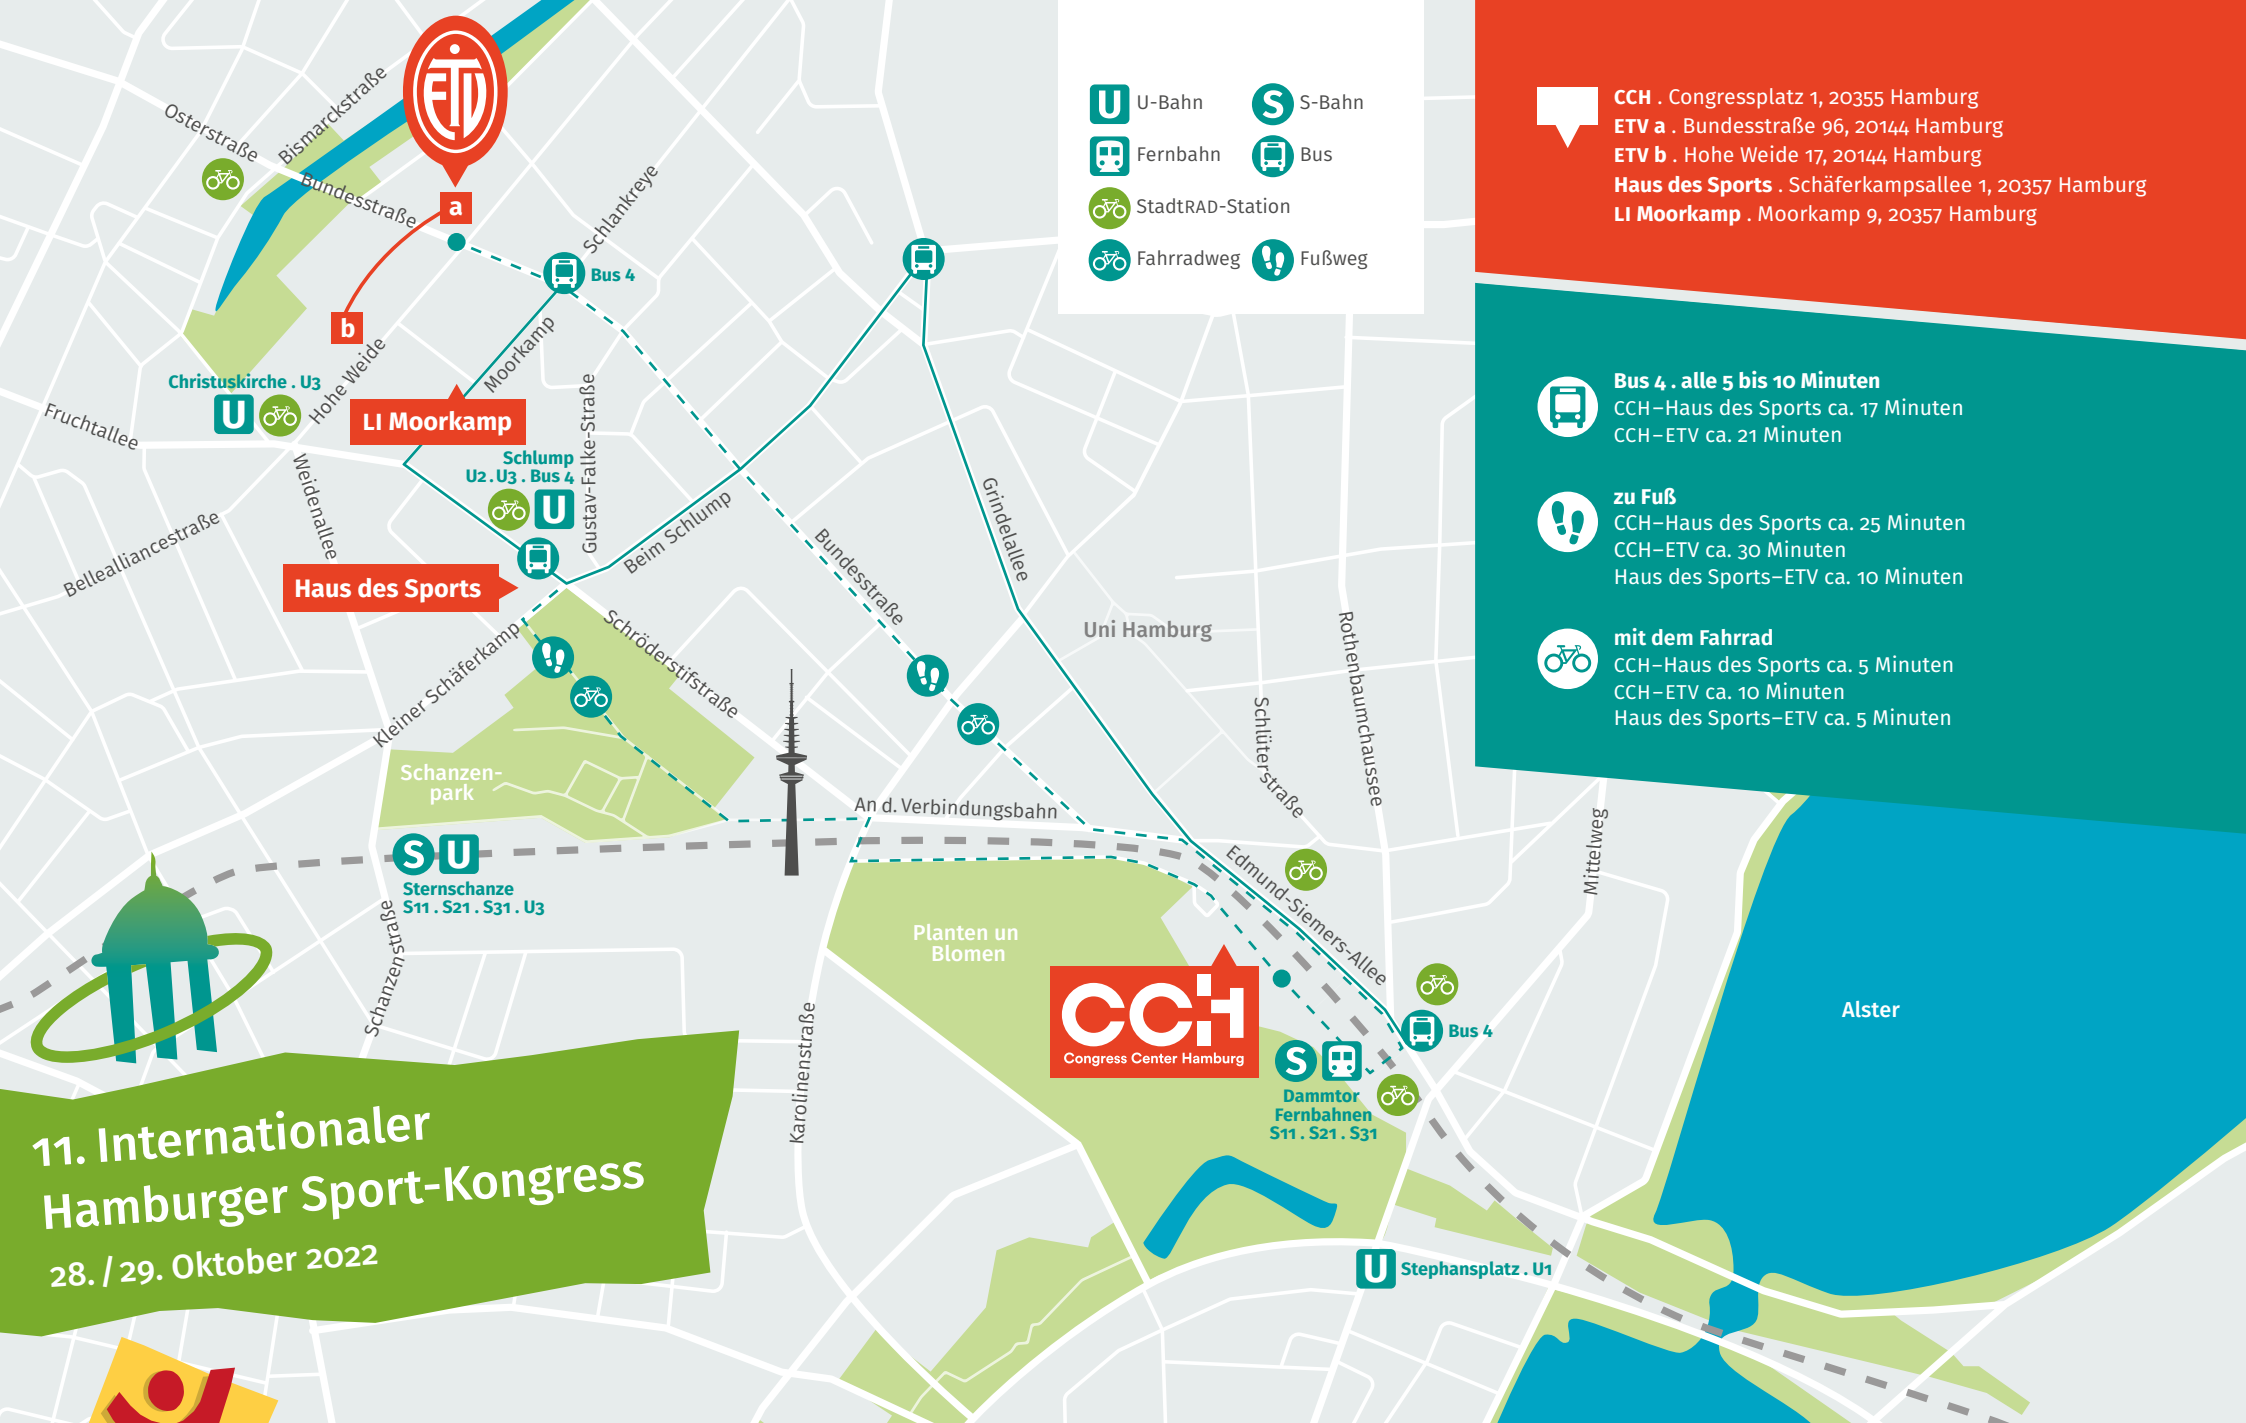 U-Bahn
S-Bahn
Fernbahn
Bus
StadtRAD-Station
Fahrradweg
Fußweg
CCH . Congressplatz 1, 20355 Hamburg
ETV a . Bundesstraße 96, 20144 Hamburg
ETV b . Hohe Weide 17, 20144 Hamburg
Haus des Sports . Schäferkampsallee 1, 20357 Hamburg
LI Moorkamp . Moorkamp 9, 20357 Hamburg
Bus 4 . alle 5 bis 10 Minuten
CCH–Haus des Sports ca. 17 Minuten
CCH–ETV ca. 21 Minuten
zu Fuß
CCH–Haus des Sports ca. 25 Minuten
CCH–ETV ca. 30 Minuten
Haus des Sports–ETV ca. 10 Minuten
mit dem Fahrrad
CCH–Haus des Sports ca. 5 Minuten
CCH–ETV ca. 10 Minuten
Haus des Sports–ETV ca. 5 Minuten
ETV
Osterstraße
Bismarckstraße
Bundesstraße
a
b
Schlankreye
Bus 4
Moorkamp
Hohe Weide
Christuskirche . U3
U
Fruchtallee
LI Moorkamp
Gustav-Falke-Straße
Schlump
U2 . U3 . Bus 4
U
Weidenallee
Bellealliancestraße
Beim Schlump
Bundesstraße
Grindelallee
Haus des Sports
Kleiner Schäferkamp
Schröderstiftstraße
Uni Hamburg
Rothenbaumchaussee
Schlüterstraße
Mittelweg
Schanzen-
park
An d. Verbindungsbahn
S U
Sternschanze
S11 . S21 . S31 . U3
Schanzenstraße
Edmund-Siemers-Allee
Planten un
Blomen
Karolinenstraße
CCH
Congress Center Hamburg
Bus 4
S
Dammtor
Fernbahnen
S11 . S21 . S31
Alster
U
Stephansplatz . U1
11. Internationaler
Hamburger Sport-Kongress
28. / 29. Oktober 2022